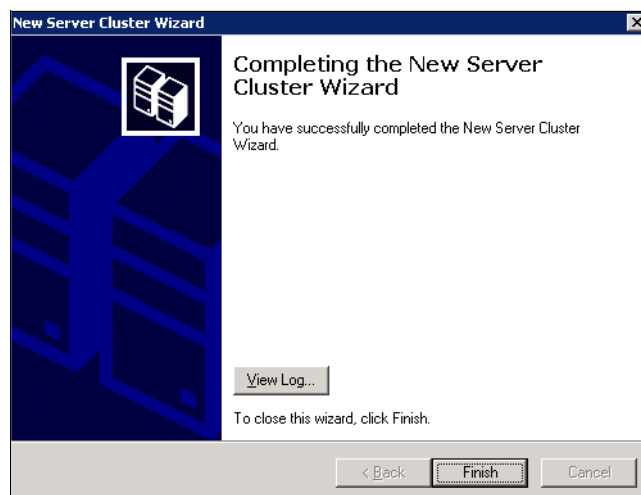 New Server Cluster Wizard
Completing the New Server
Cluster Wizard
You have successfully completed the New Server Cluster
Wizard.
View Log...
To close this wizard, click Finish.
< Back
Finish
Cancel